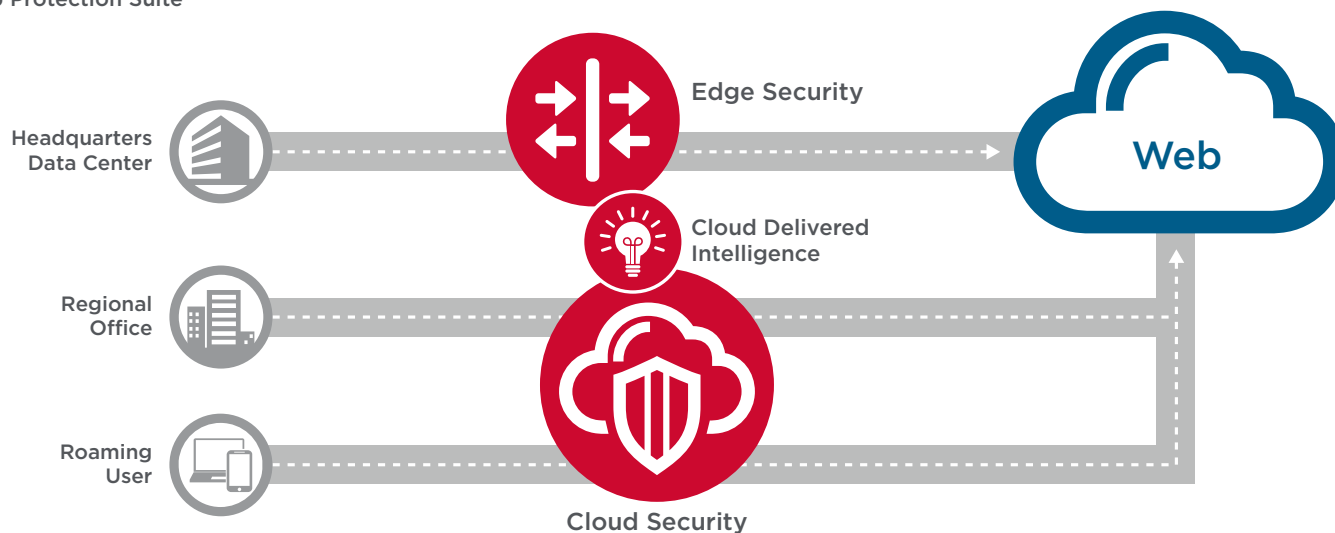 Protection Suite
Edge Security
Headquarters
Data Center
Web
Cloud Delivered
Intelligence
Regional
Office
Roaming
User
Cloud Security